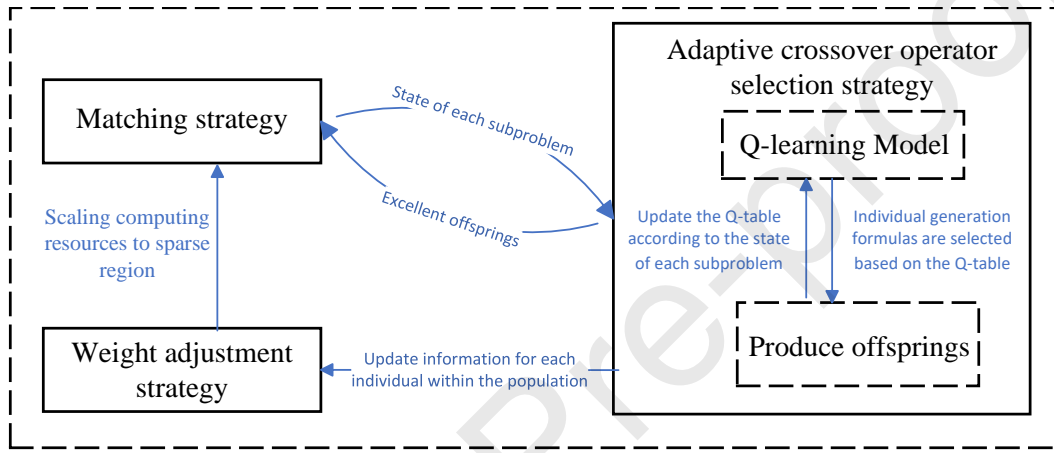 Adaptive crossover operator
selection strategy
Matching strategy
State of each subproblem
Q-learning Model
Excellent offsprings
Scaling computing
resources to sparse
region
Update the Q-table
according to the state
of each subproblem
Individual generation
formulas are selected
based on the Q-table
Weight adjustment
strategy
Update information for each
individual within the population
Produce offsprings
Pre-proo